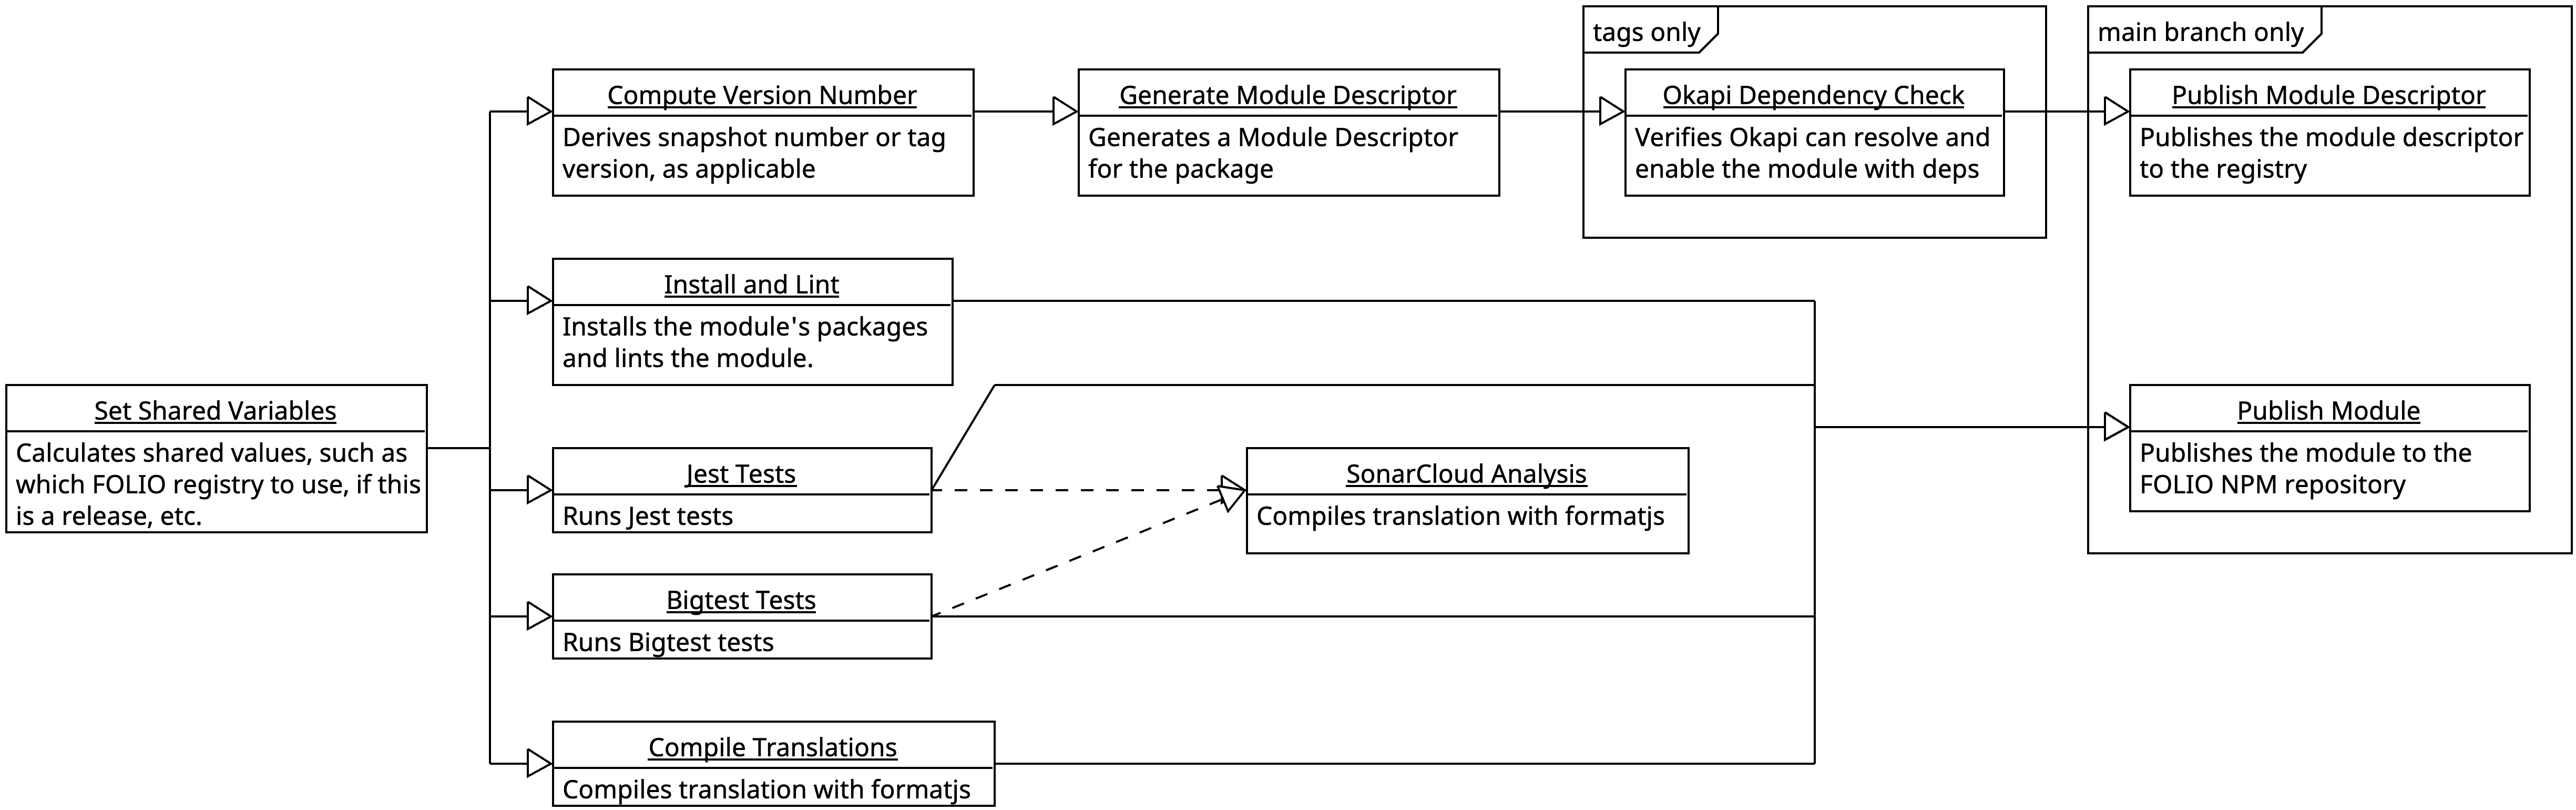 tags only
main branch only
Compute Version Number
Derives snapshot number or tag
version, as applicable
Generate Module Descriptor
Generates a Module Descriptor
for the package
Okapi Dependency Check
Verifies Okapi can resolve and
enable the module with deps
Publish Module Descriptor
Publishes the module descriptor
to the registry
Install and Lint
Installs the module's packages
and lints the module.
Set Shared Variables
Calculates shared values, such as
which FOLIO registry to use, if this
is a release, etc.
Jest Tests
Runs Jest tests
SonarCloud Analysis
Compiles translation with formatjs
Publish Module
Publishes the module to the
FOLIO NPM repository
Bigtest Tests
Runs Bigtest tests
Compile Translations
Compiles translation with formatjs